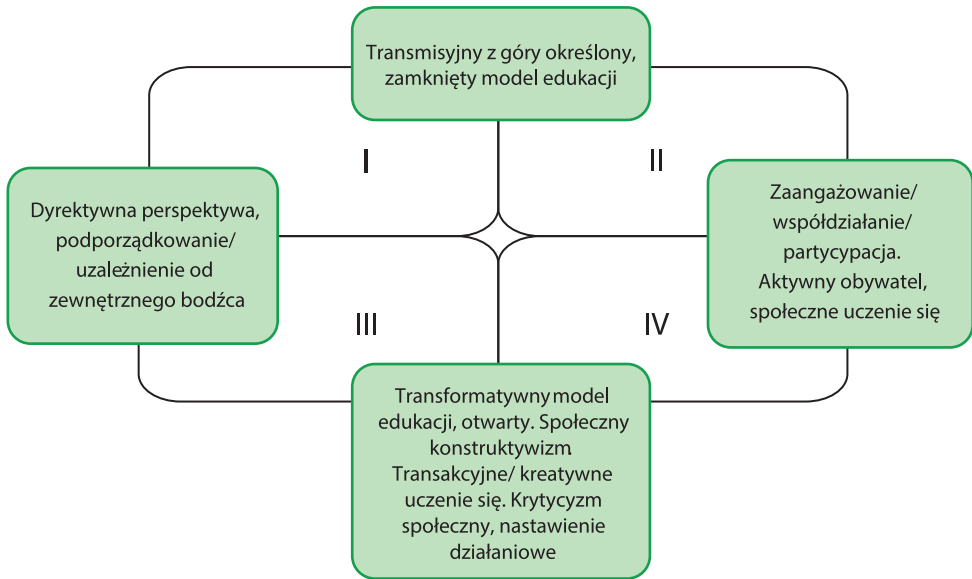 Transmisyjny z góry określony,
zamknięty model edukacji
I
II
Dyrektywna perspektywa,
podporządkowanie/
uzależnienie od
zewnętrznego bodźca
Zaangażowanie/
współdziałanie/
partycypacja.
Aktywny obywatel,
społeczne uczenie się
III
IV
Transformatywny model
edukacji, otwarty. Społeczny
konstruktywizm
Transakcyjne/ kreatywne
uczenie się. Krytycyzm
społeczny, nastawienie
działaniowe